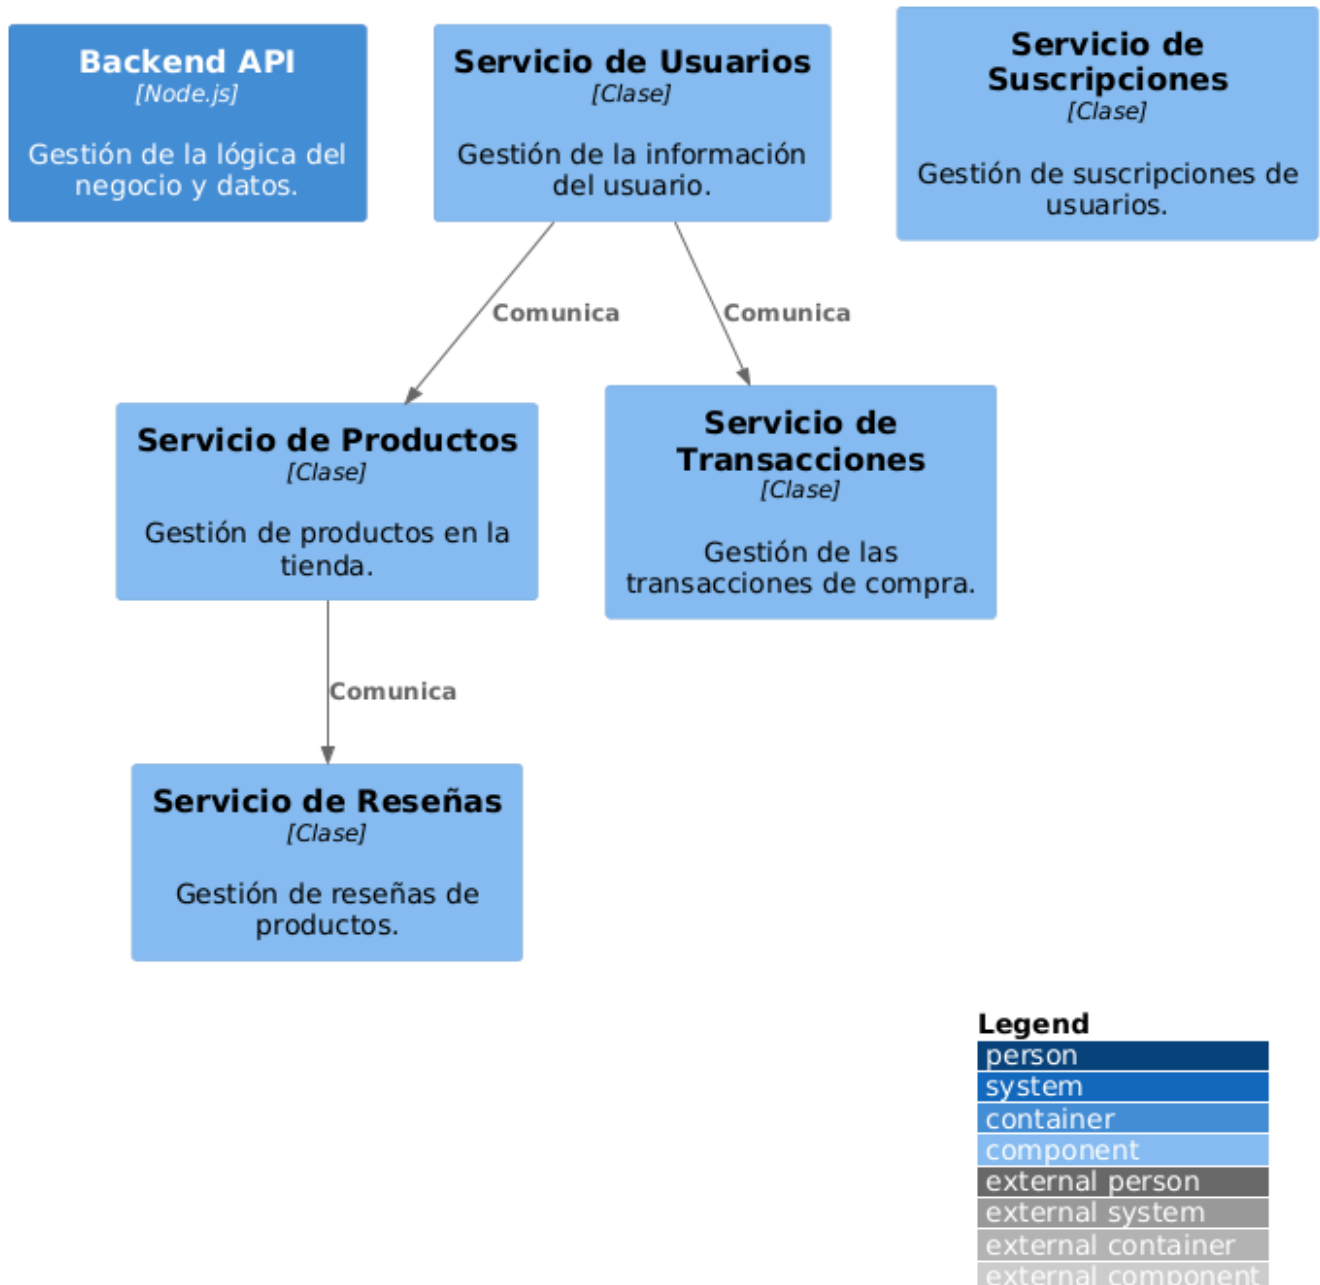 Backend API
[Node.js]
Gestión de la lógica del
negocio y datos.
Servicio de Usuarios
[Clase]
Gestión de la información
del usuario.
Servicio de
Suscripciones
[Clase]
Gestión de suscripciones de
usuarios.
Comunica
Comunica
Servicio de Productos
[Clase]
Gestión de productos en la
tienda.
Servicio de
Transacciones
[Clase]
Gestión de las
transacciones de compra.
Comunica
Servicio de Reseñas
[Clase]
Gestión de reseñas de
productos.
Legend
person
system
container
component
external person
external system
external container
external component